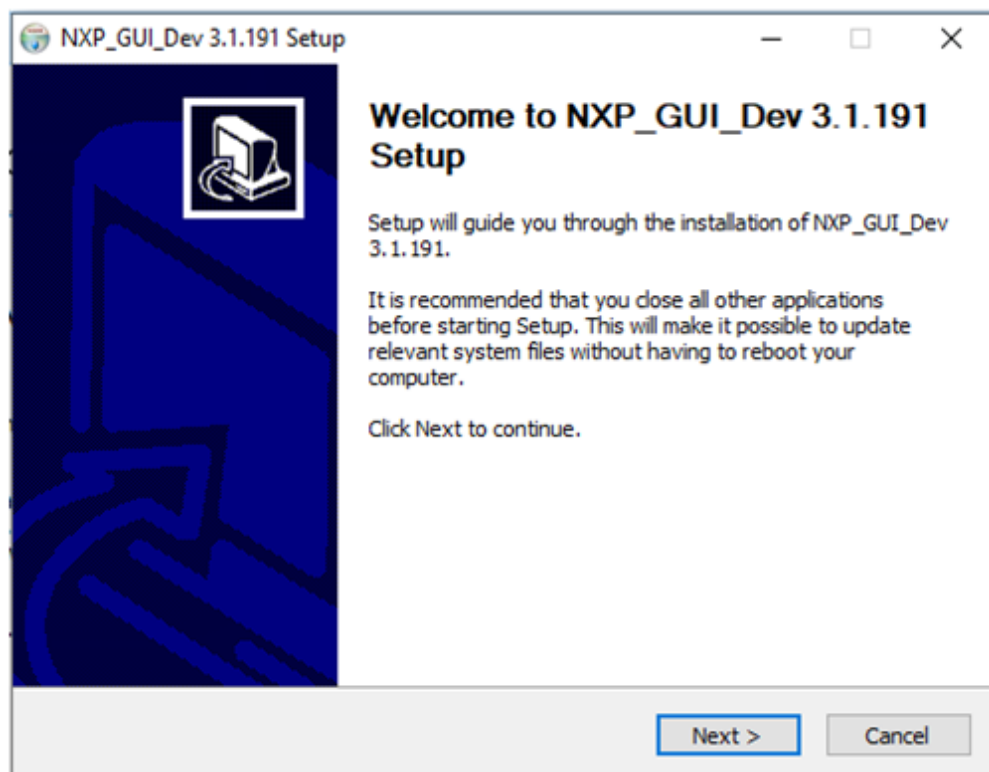 NXP_GUI_Dev 3.1.191 Setup
Welcome to NXP_GUI_Dev 3.1.191
Setup
Setup will guide you through the installation of NXP_GUI_Dev
3.1.191.
It is recommended that you close all other applications
before starting Setup. This will make it possible to update
relevant system files without having to reboot your
computer.
Click Next to continue.
Next >
Cancel